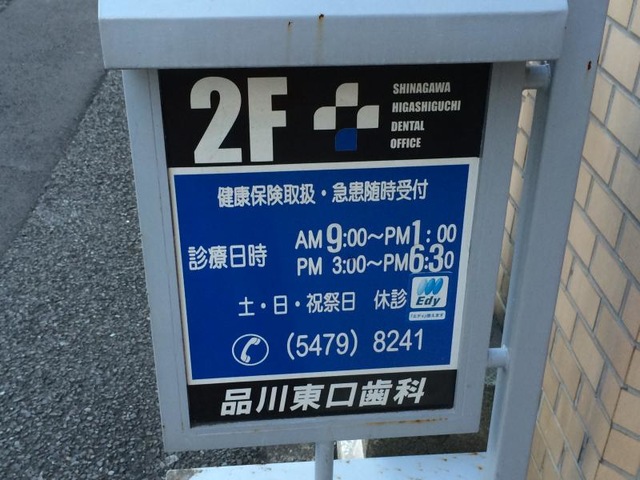 2F
SHINAGAWA
HIGASHIGUCHI
DENTAL
OFFICE
健康保険取扱・急患随時受付
診療日時
AM 9:00～PM 1:00
PM 3:00～PM 6:30
土・日・祝祭日 休診
Edy
(5479) 8241
品川東口歯科